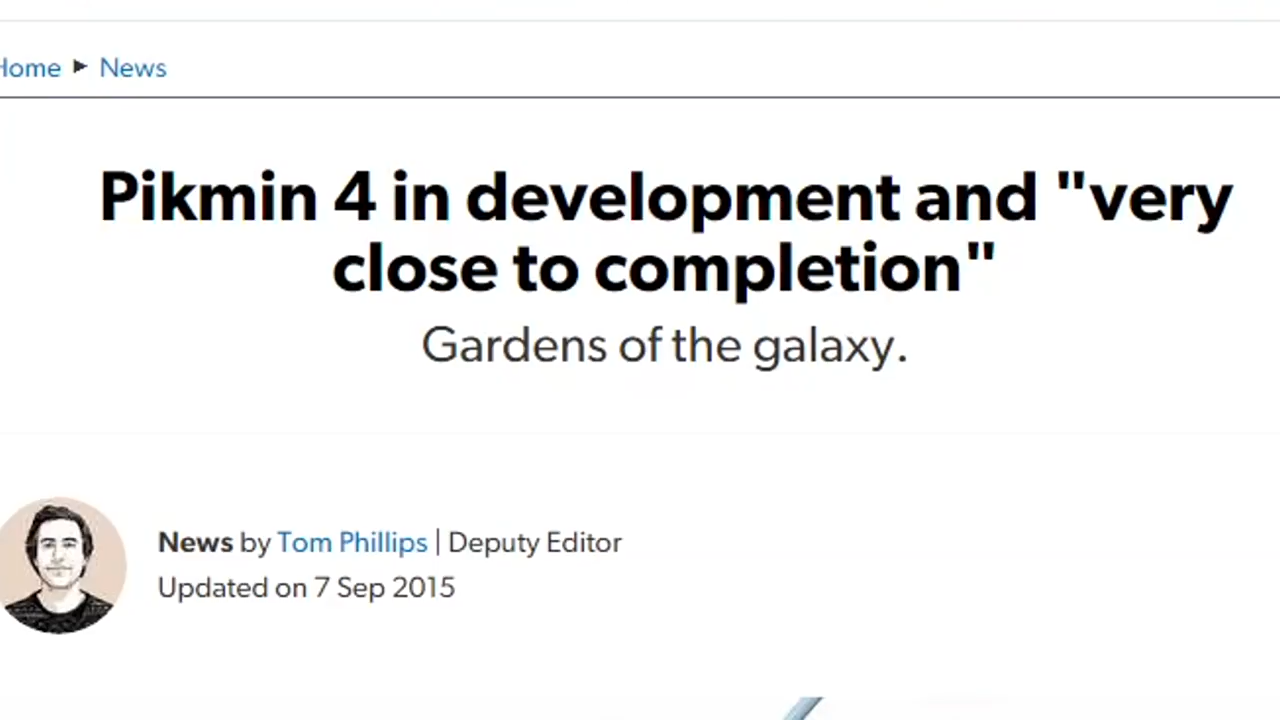 Home ► News
Pikmin 4 in development and "very
close to completion"
Gardens of the galaxy.
News by Tom Phillips | Deputy Editor
Updated on 7 Sep 2015